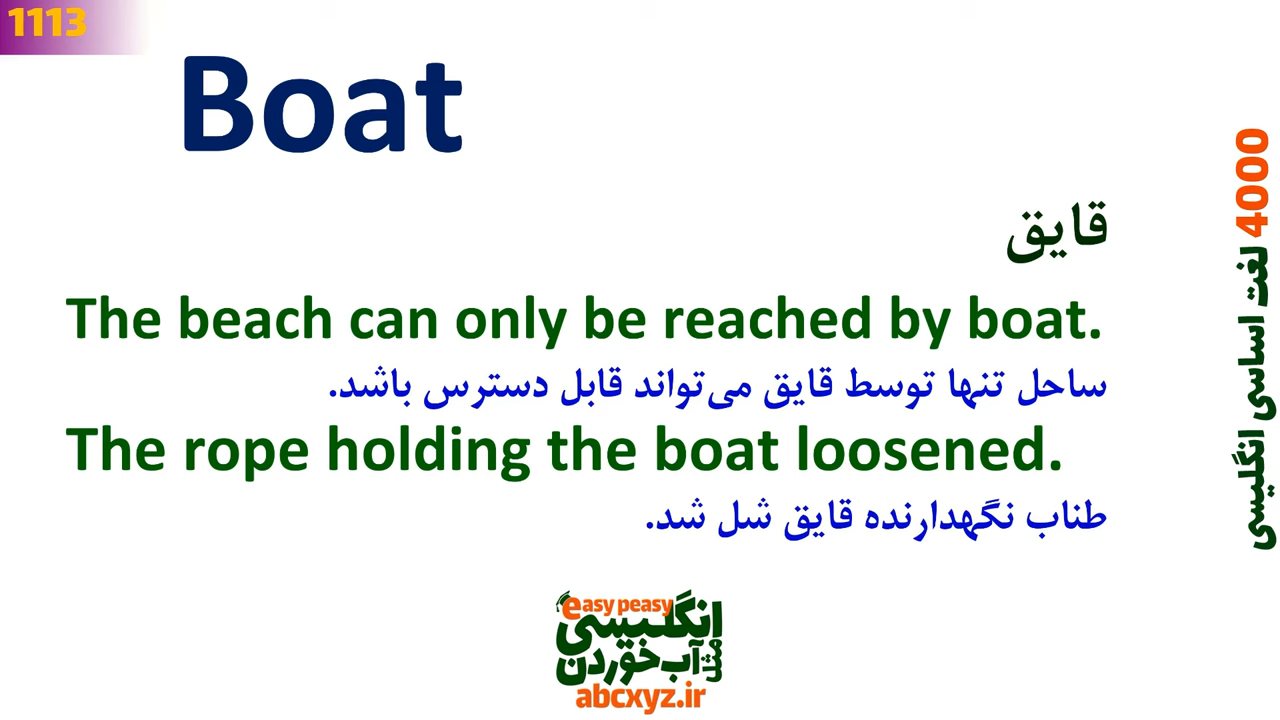 1113
Boat
قایق
The beach can only be reached by boat.
ساحل تنها توسط قایق می‌تواند قابل دسترس باشد.
The rope holding the boat loosened.
طناب نگهدارنده قایق شل شد.
4000 لغت اساسی انگلیسی
easy peasy
انگلیسی
مثل آب خوردن
abcxyz.ir